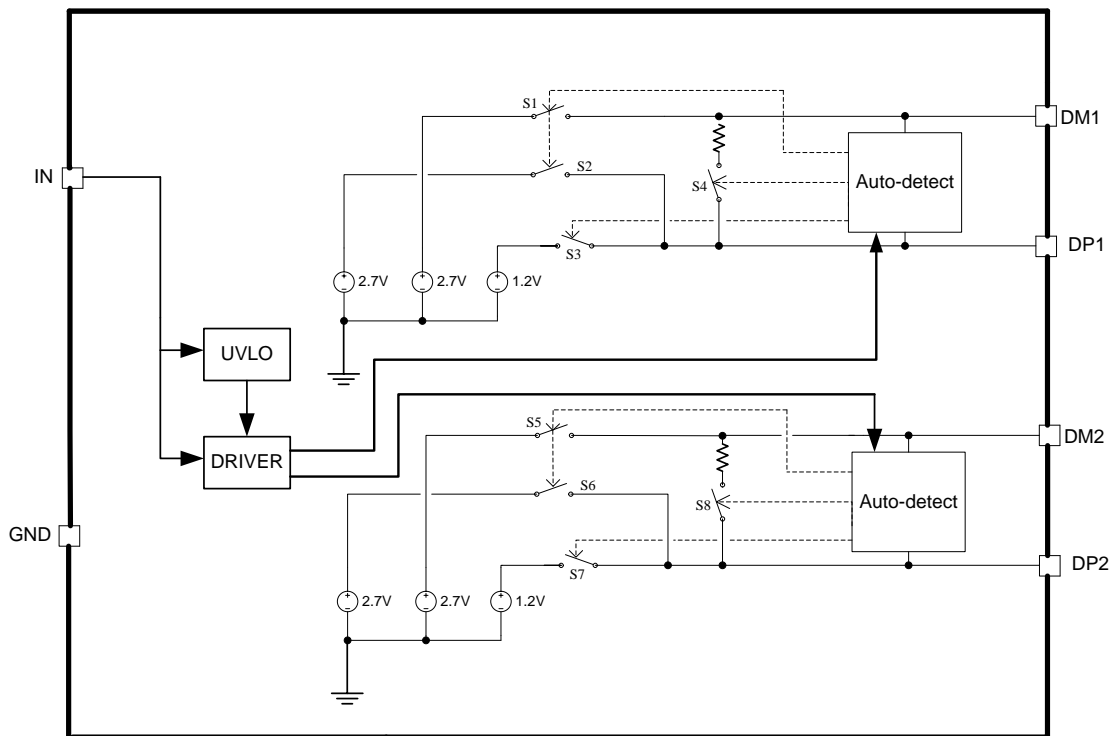 DM1
S1
IN
S2
Auto-detect
S4
DP1
S3
2.7V
2.7V
1.2V
UVLO
DM2
S5
DRIVER
S6
Auto-detect
S8
GND
DP2
S7
2.7V
2.7V
1.2V